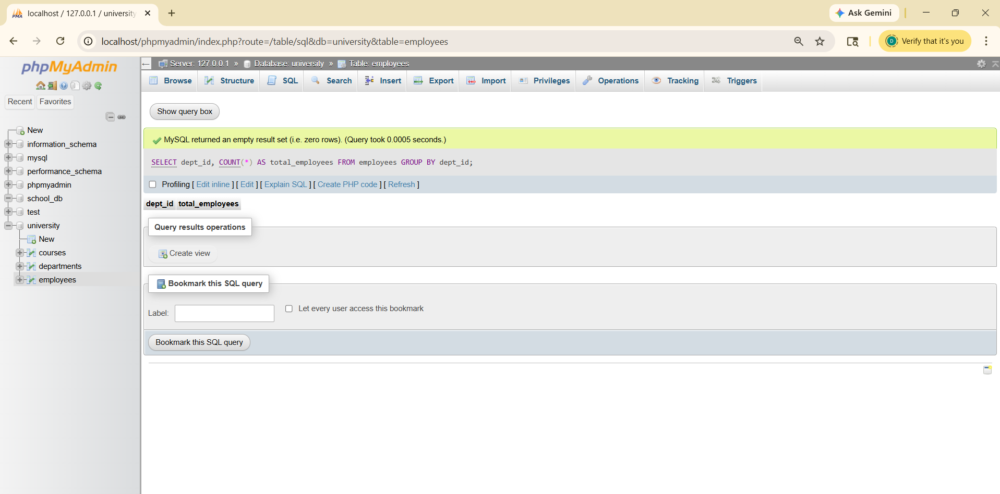 localhost / 127.0.0.1 / university
Ask Gemini
localhost/phpmyadmin/index.php?route=/table/sql&db=university&table=employees
Verify that it's you
D
phpMyAdmin
Recent Favorites
New
information_schema
mysql
performance_schema
phpmyadmin
school_db
test
university
New
courses
departments
employees
Server: 127.0.0.1 » Database: university » Table: employees
Browse Structure SQL Search Insert Export Import Privileges Operations Tracking Triggers
Show query box
MySQL returned an empty result set (i.e. zero rows). (Query took 0.0005 seconds.)
SELECT dept_id, COUNT(*) AS total_employees FROM employees GROUP BY dept_id;
Profiling [ Edit inline ] [ Edit ] [ Explain SQL ] [ Create PHP code ] [ Refresh ]
dept_id total_employees
Query results operations
Create view
Bookmark this SQL query
Label:
Let every user access this bookmark
Bookmark this SQL query